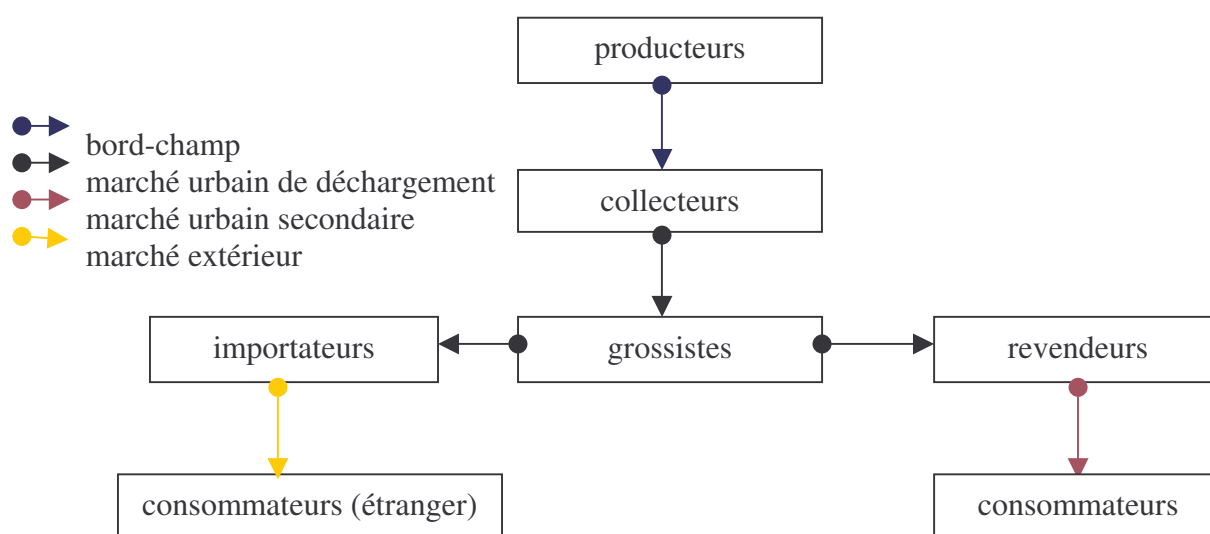 producteurs
bord-champ
marché urbain de déchargement
marché urbain secondaire
marché extérieur
collecteurs
importateurs
grossistes
revendeurs
consommateurs (étranger)
consommateurs